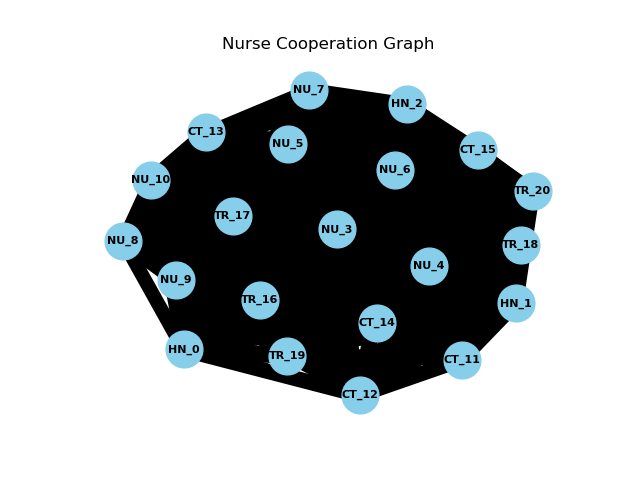 Nurse Cooperation Graph
NU_7
HN_2
CT_13
NU_5
CT_15
NU_6
NU_10
TR_20
TR_17
NU_3
NU_8
TR_18
NU_4
NU_9
TR_16
HN_1
CT_14
HN_0
TR_19
CT_11
CT_12